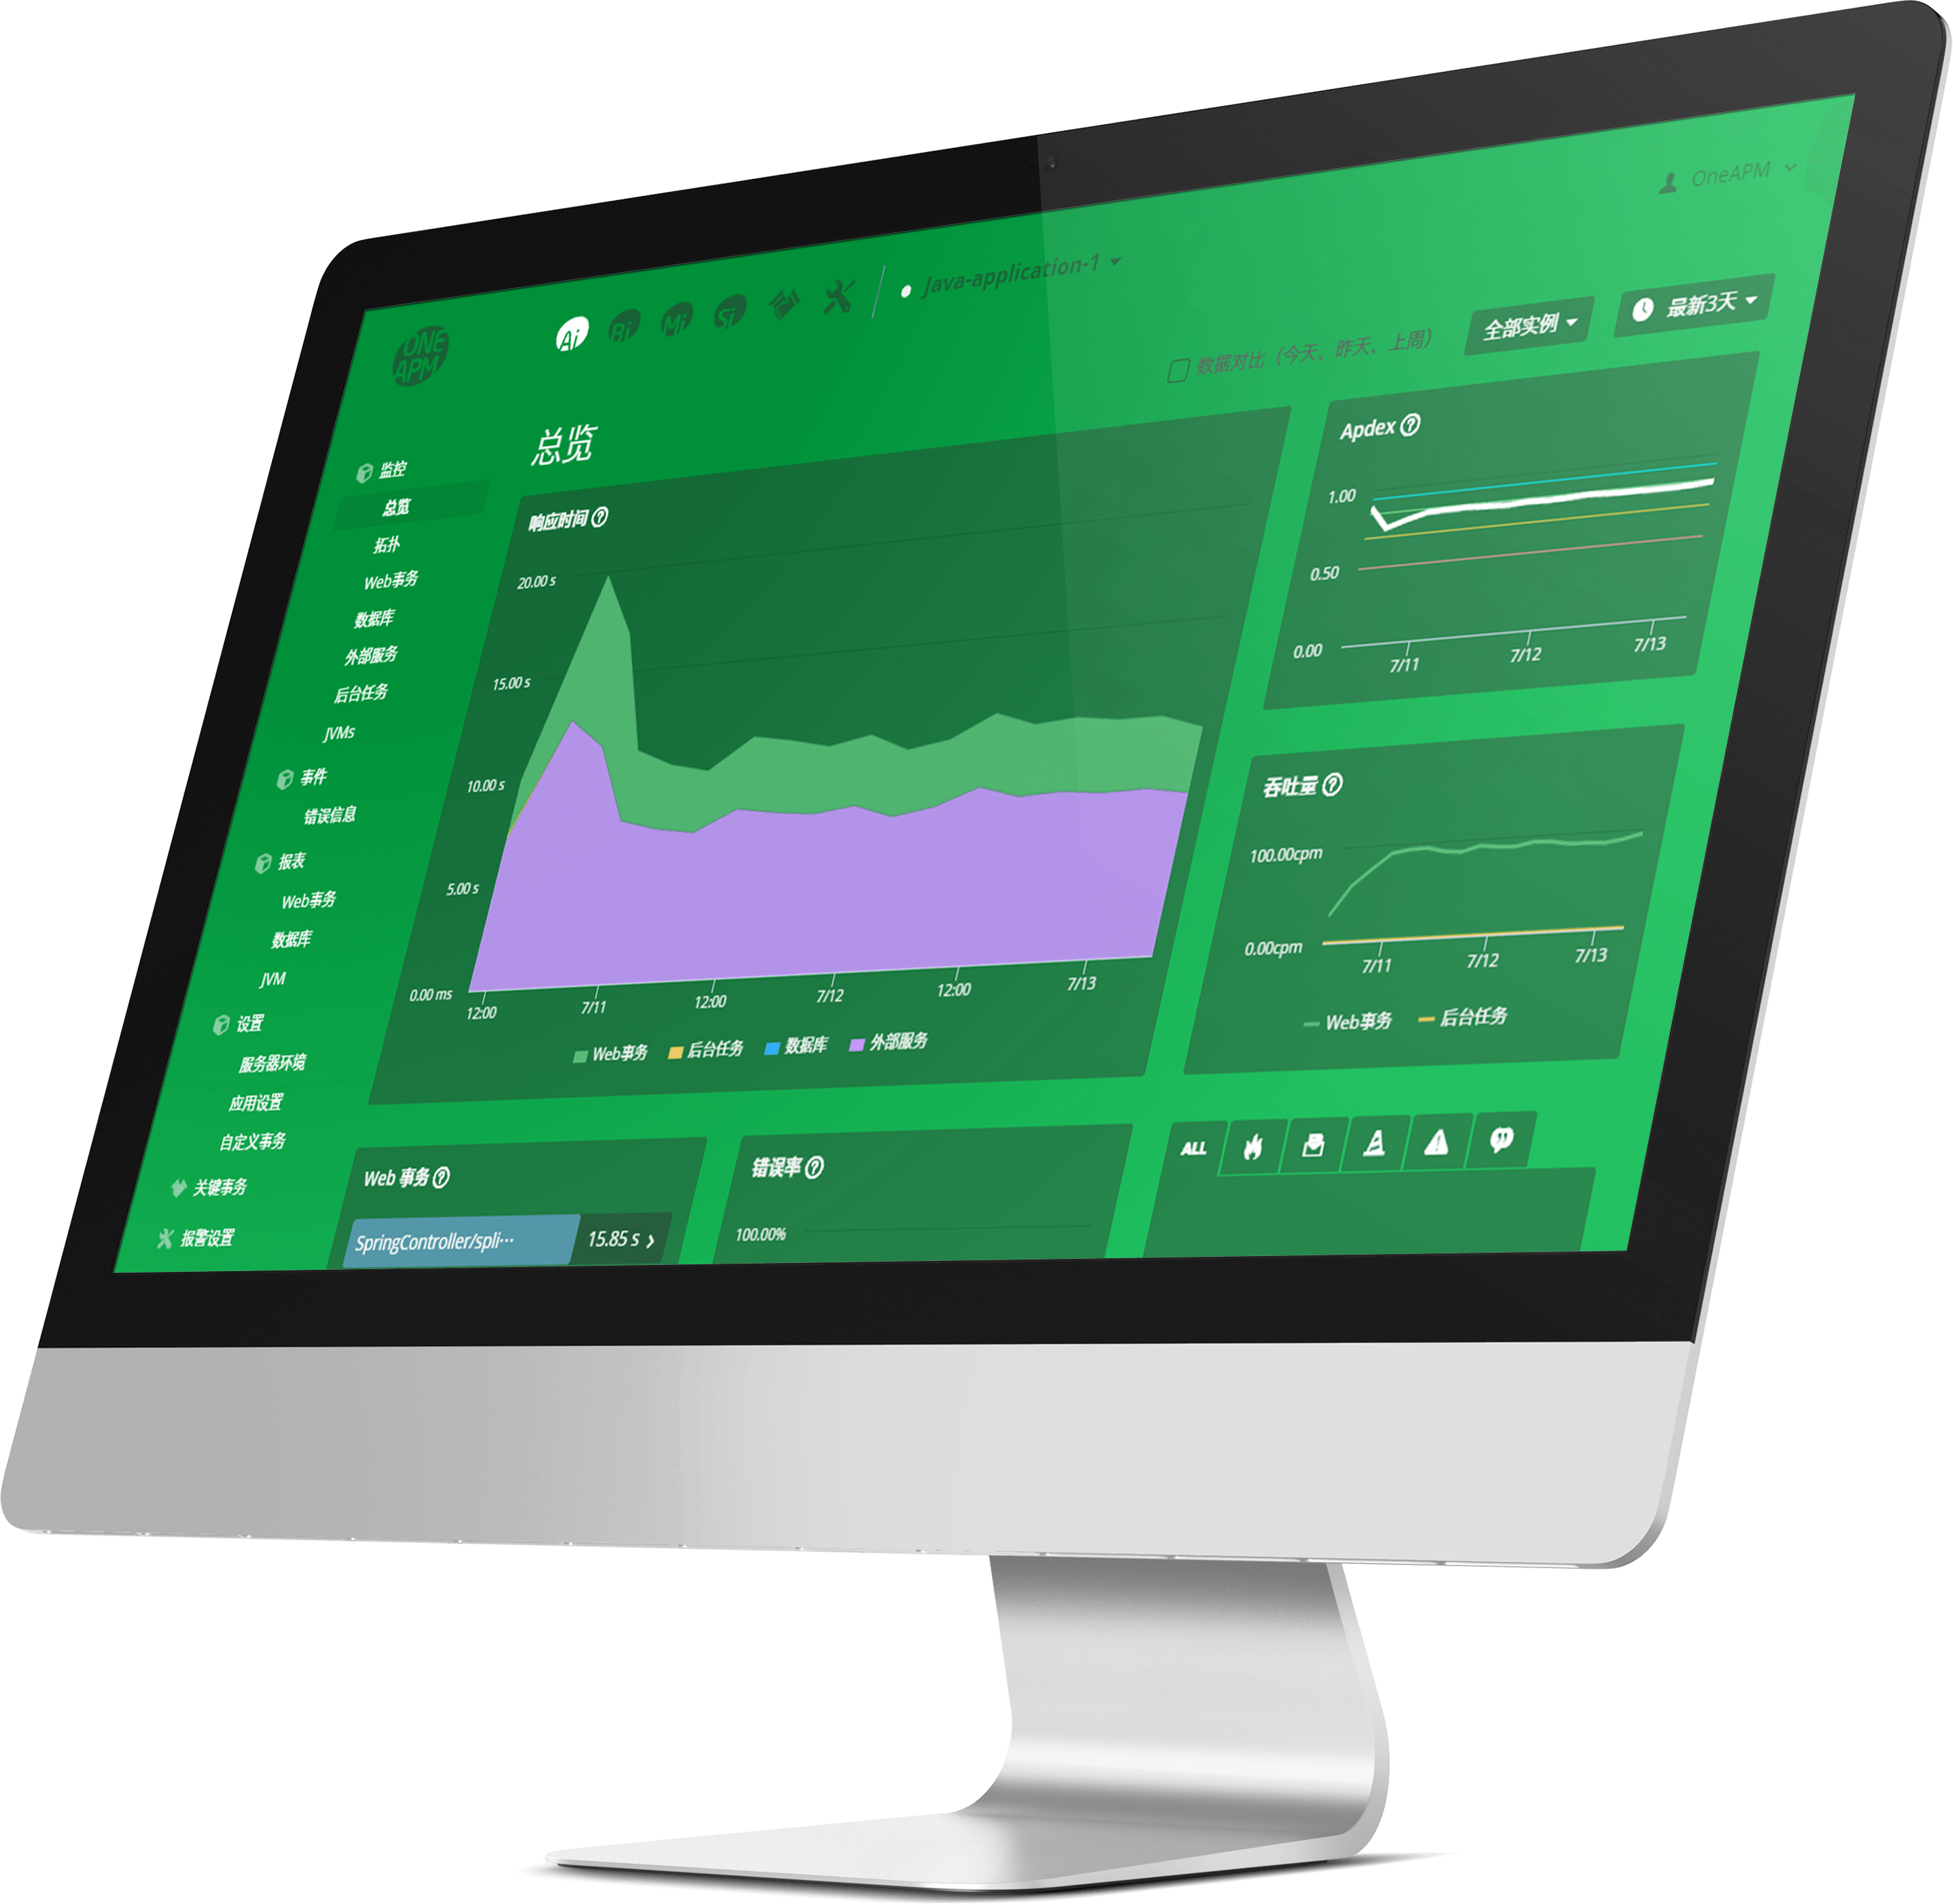 OneAPM
ONE
APM
Ai
Bi
Mi
Si
Java-application-1
数据对比（今天、昨天、上周）
全部实例
最新3天
总览
监控
总览
拓扑
Web事务
数据库
外部服务
后台任务
JVMs
事件
错误信息
报表
Web事务
数据库
JVM
设置
服务器环境
应用设置
自定义事务
关键事务
报警设置
响应时间 ?
20.00 s
15.00 s
10.00 s
5.00 s
0.00 ms
12:00
7/11
12:00
7/12
12:00
7/13
Web事务
后台任务
数据库
外部服务
Apdex ?
1.00
0.50
0.00
7/11
7/12
7/13
吞吐量 ?
100.00cpm
0.00cpm
7/11
7/12
7/13
Web事务
后台任务
Web 事务 ?
SpringController/spli···
15.85 s
错误率 ?
100.00%
ALL